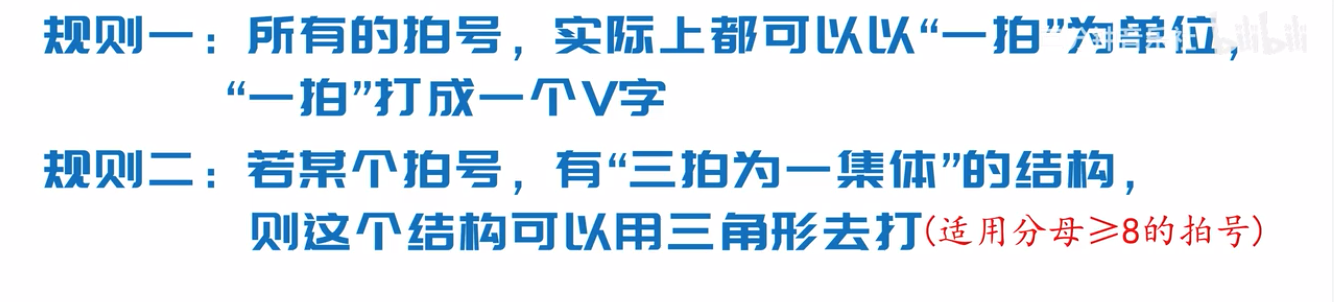 规则一：所有的拍号，实际上都可以以“一拍”为单位，
“一拍”打成一个V字
规则二：若某个拍号，有“三拍为一集体”的结构，
则这个结构可以用三角形去打(适用分母≥8的拍号)
bilibili